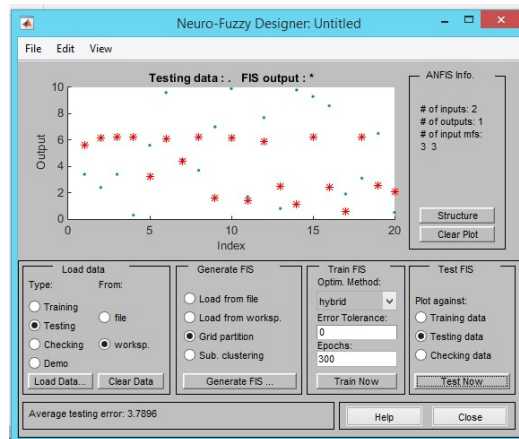 Neuro-Fuzzy Designer: Untitled
File Edit View
Testing data : . FIS output : *
10
8
6
4
2
0
Output
0 5 10 15 20
Index
ANFIS Info.
# of inputs: 2
# of outputs: 1
# of input mfs:
3 3
Structure
Clear Plot
Load data
Type: From:
Training
Testing
Checking
Demo
file
worksp.
Load Data... Clear Data
Generate FIS
Load from file
Load from worksp.
Grid partition
Sub. clustering
Generate FIS ...
Train FIS
Optim. Method:
hybrid
Error Tolerance:
0
Epochs:
300
Train Now
Test FIS
Plot against:
Training data
Testing data
Checking data
Test Now
Average testing error: 3.7896
Help Close